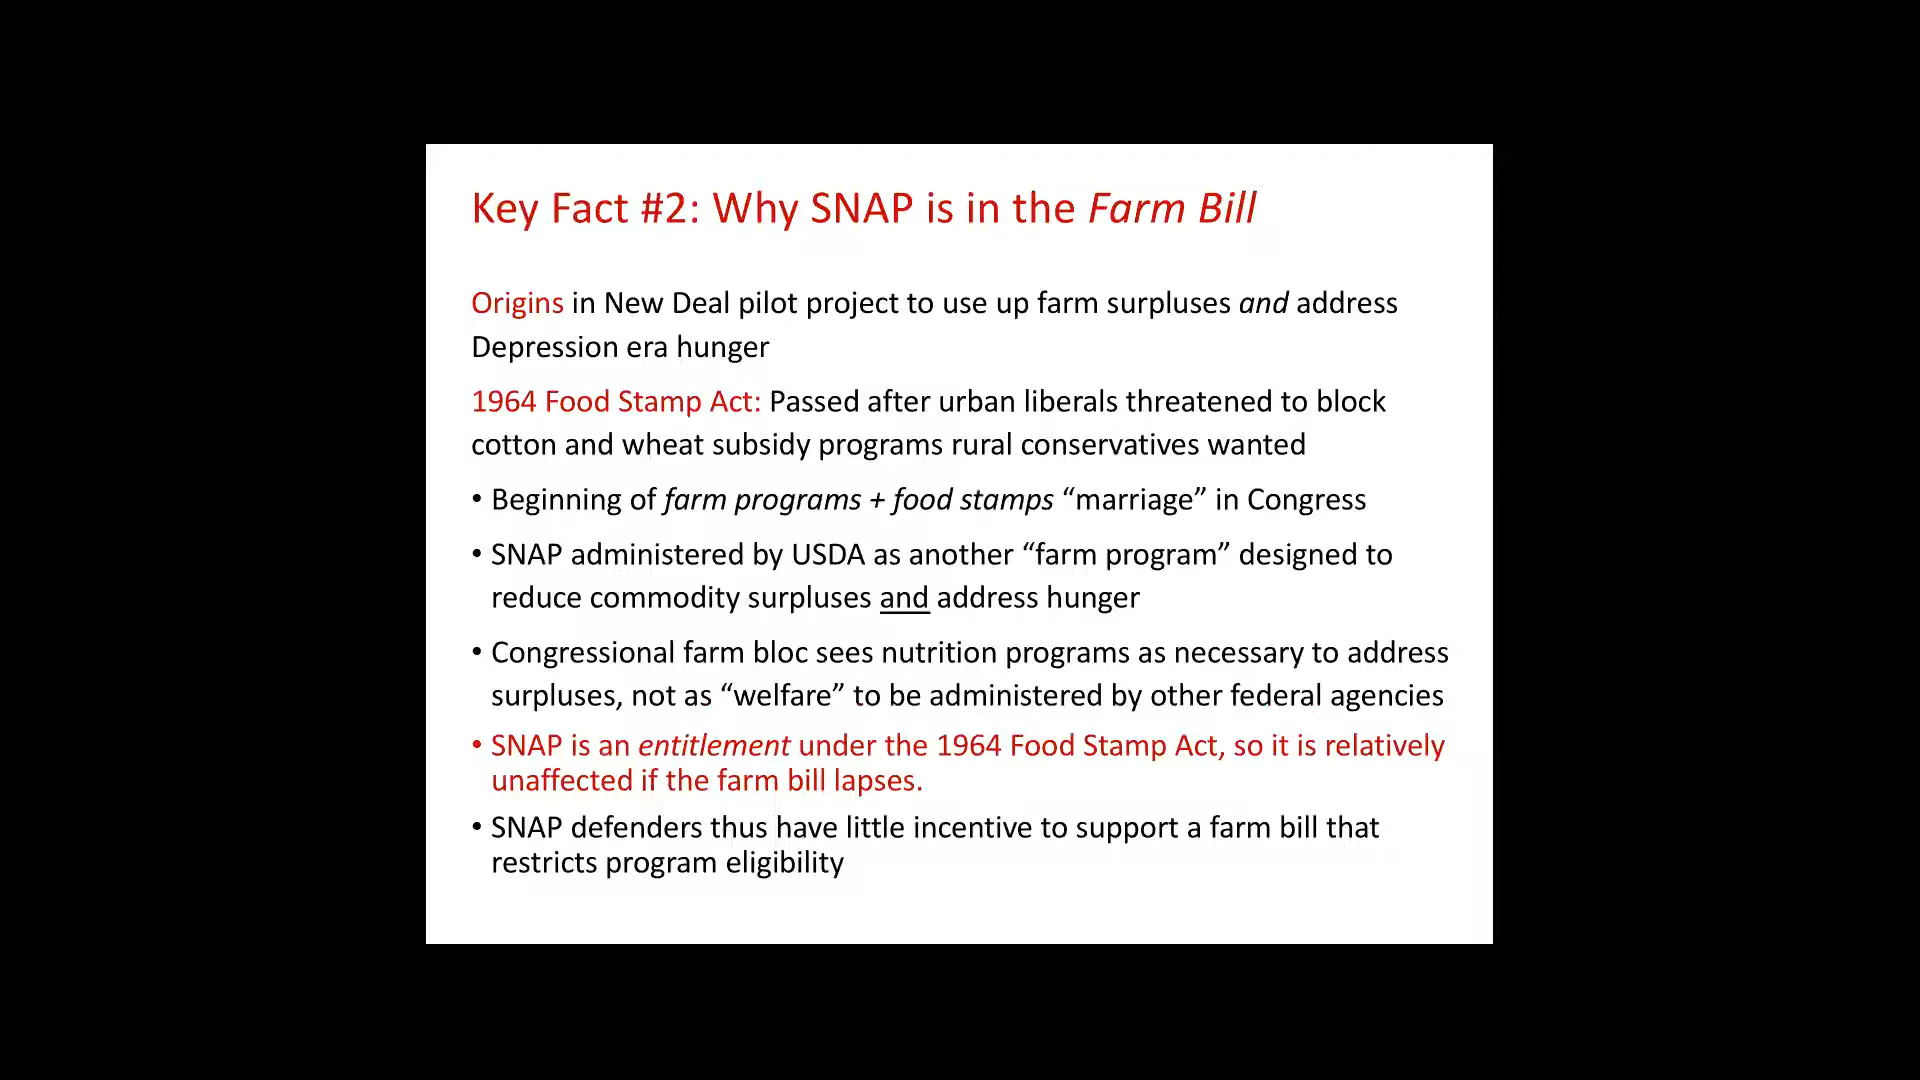 Key Fact #2: Why SNAP is in the Farm Bill
Origins in New Deal pilot project to use up farm surpluses and address
Depression era hunger
1964 Food Stamp Act: Passed after urban liberals threatened to block
cotton and wheat subsidy programs rural conservatives wanted
• Beginning of farm programs + food stamps “marriage” in Congress
• SNAP administered by USDA as another “farm program” designed to
reduce commodity surpluses and address hunger
• Congressional farm bloc sees nutrition programs as necessary to address
surpluses, not as “welfare” to be administered by other federal agencies
• SNAP is an entitlement under the 1964 Food Stamp Act, so it is relatively
unaffected if the farm bill lapses.
• SNAP defenders thus have little incentive to support a farm bill that
restricts program eligibility